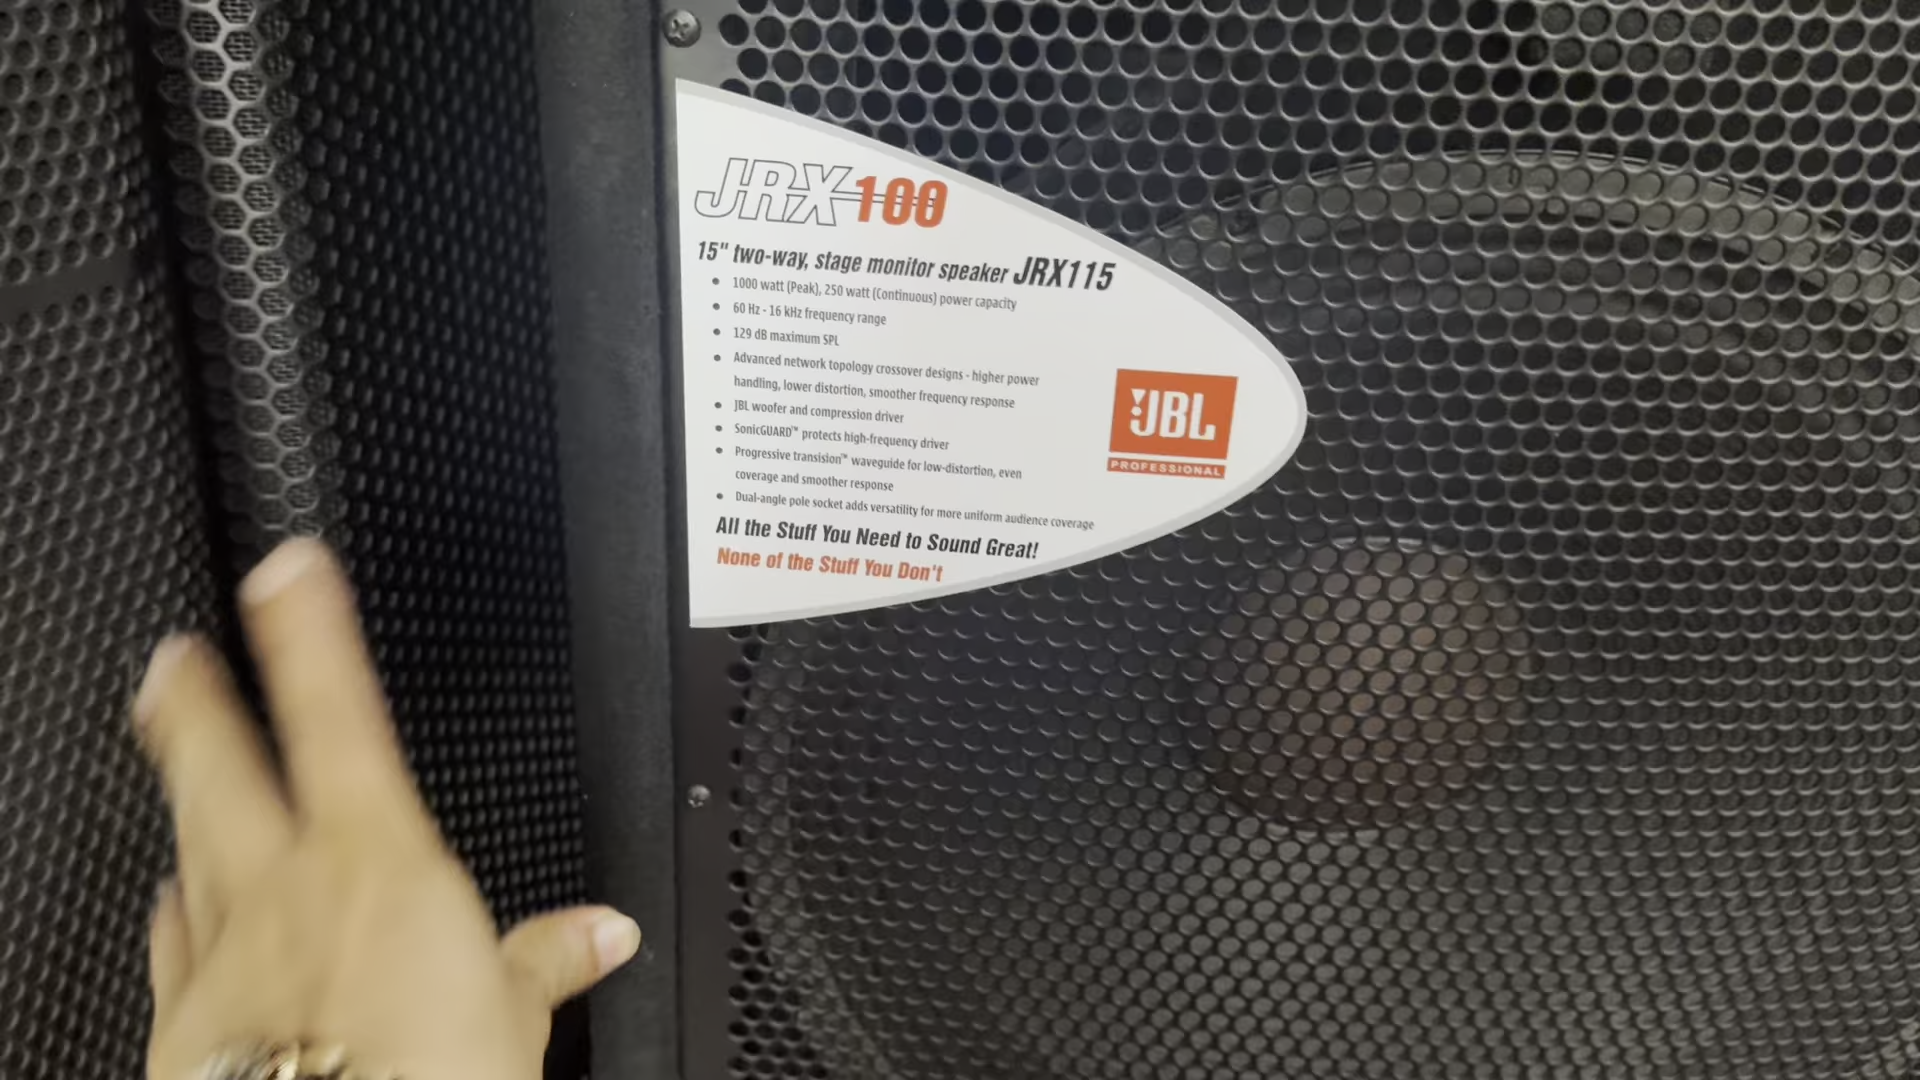 JRX100
15" two-way, stage monitor speaker JRX115
• 1000 watt (Peak), 250 watt (Continuous) power capacity
• 60 Hz - 16 kHz frequency range
• 129 dB maximum SPL
• Advanced network topology crossover designs - higher power
handling, lower distortion, smoother frequency response
• JBL woofer and compression driver
• SonicGUARD™ protects high-frequency driver
• Progressive transision™ waveguide for low-distortion, even
coverage and smoother response
• Dual-angle pole socket adds versatility for more uniform audience coverage
All the Stuff You Need to Sound Great!
None of the Stuff You Don't
JBL
PROFESSIONAL